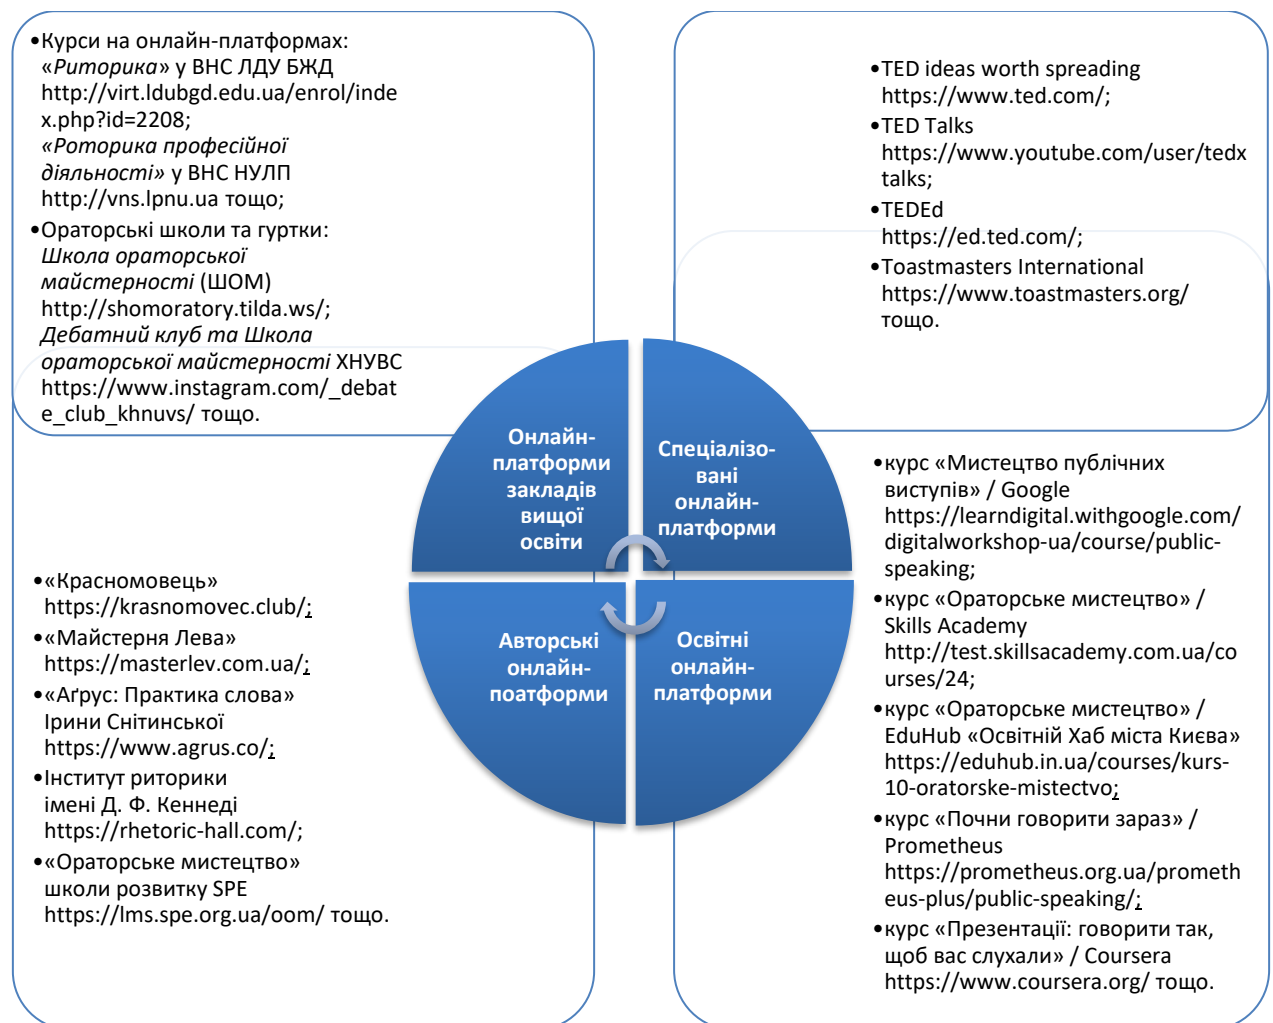 •Курси на онлайн-платформах:
«Риторика» у ВНС ЛДУ БЖД
http://virt.ldubgd.edu.ua/enrol/inde
x.php?id=2208;
«Роторика професійної
діяльності» у ВНС НУЛП
http://vns.lpnu.ua тощо;
•Ораторські школи та гуртки:
Школа ораторської
майстерності (ШОМ)
http://shomoratory.tilda.ws/;
Дебатний клуб та Школа
ораторської майстерності ХНУВС
https://www.instagram.com/_debat
e_club_khnuvs/ тощо.
•TED ideas worth spreading
https://www.ted.com/;
•TED Talks
https://www.youtube.com/user/tedx
talks;
•TEDEd
https://ed.ted.com/;
•Toastmasters International
https://www.toastmasters.org/
тощо.
Онлайн-
платформи
закладів
вищої
освіти
Спеціалізо-
вані
онлайн-
платформи
Авторські
онлайн-
поатформи
Освітні
онлайн-
платформи
•«Красномовець»
https://krasnomovec.club/;
•«Майстерня Лева»
https://masterlev.com.ua/;
•«Аґрус: Практика слова»
Ірини Снітинської
https://www.agrus.co/;
•Інститут риторики
імені Д. Ф. Кеннеді
https://rhetoric-hall.com/;
•«Ораторське мистецтво»
школи розвитку SPE
https://lms.spe.org.ua/oom/ тощо.
•курс «Мистецтво публічних
виступів» / Google
https://learndigital.withgoogle.com/
digitalworkshop-ua/course/public-
speaking;
•курс «Ораторське мистецтво» /
Skills Academy
http://test.skillsacademy.com.ua/co
urses/24;
•курс «Ораторське мистецтво» /
EduHub «Освітній Хаб міста Києва»
https://eduhub.in.ua/courses/kurs-
10-oratorske-mistectvo;
•курс «Почни говорити зараз» /
Prometheus
https://prometheus.org.ua/prometh
eus-plus/public-speaking/;
•курс «Презентації: говорити так,
щоб вас слухали» / Coursera
https://www.coursera.org/ тощо.